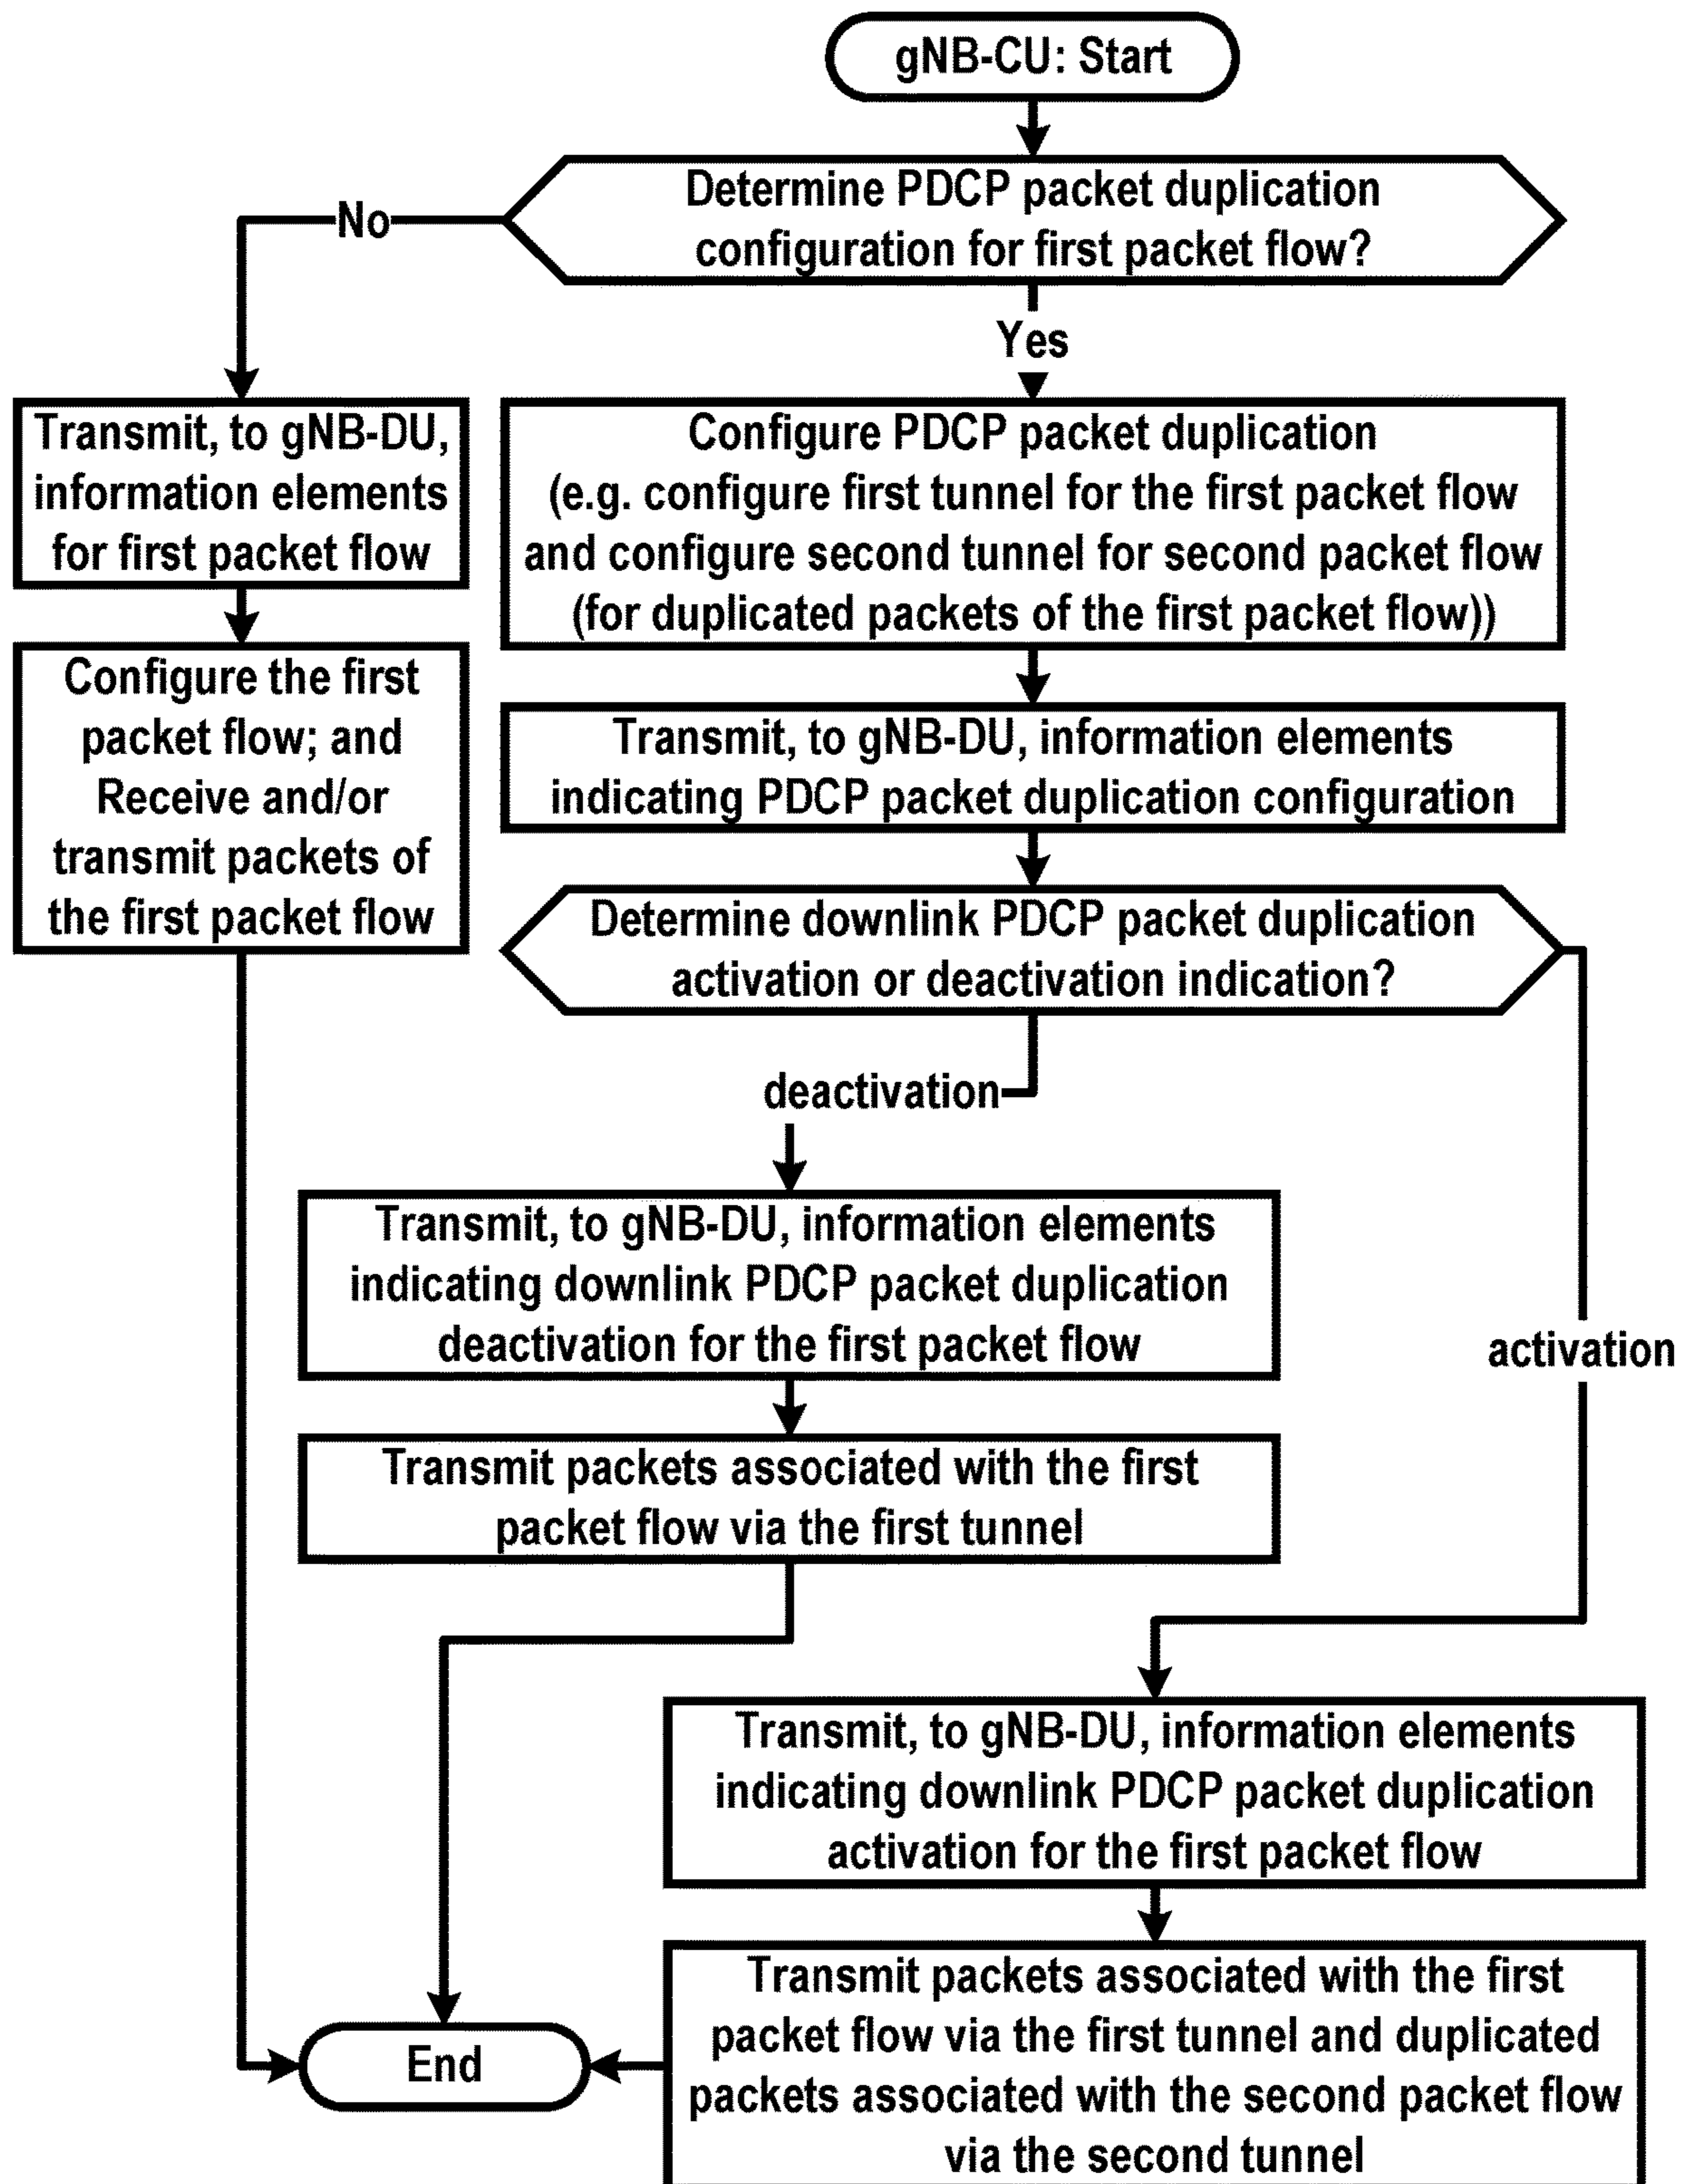 gNB-CU: Start
Determine PDCP packet duplication
configuration for first packet flow?
No
Yes
Transmit, to gNB-DU,
information elements
for first packet flow
Configure the first
packet flow; and
Receive and/or
transmit packets of
the first packet flow
Configure PDCP packet duplication
(e.g. configure first tunnel for the first packet flow
and configure second tunnel for second packet flow
(for duplicated packets of the first packet flow))
Transmit, to gNB-DU, information elements
indicating PDCP packet duplication configuration
Determine downlink PDCP packet duplication
activation or deactivation indication?
deactivation
Transmit, to gNB-DU, information elements
indicating downlink PDCP packet duplication
deactivation for the first packet flow
activation
Transmit packets associated with the first
packet flow via the first tunnel
Transmit, to gNB-DU, information elements
indicating downlink PDCP packet duplication
activation for the first packet flow
Transmit packets associated with the first
packet flow via the first tunnel and duplicated
packets associated with the second packet flow
via the second tunnel
End